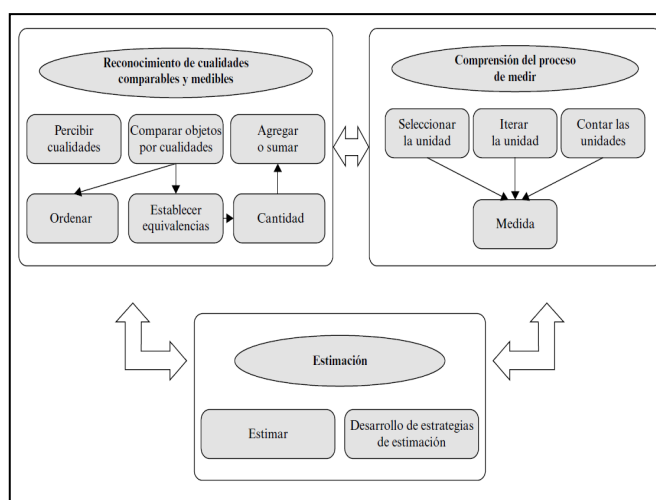 Reconocimiento de cualidades
comparables y medibles
Percibir
cualidades
Comparar objetos
por cualidades
Agregar
o sumar
Ordenar
Establecer
equivalencias
Cantidad
Comprensión del proceso
de medir
Seleccionar
la unidad
Iterar
la unidad
Contar las
unidades
Medida
Estimación
Estimar
Desarrollo de estrategias
de estimación